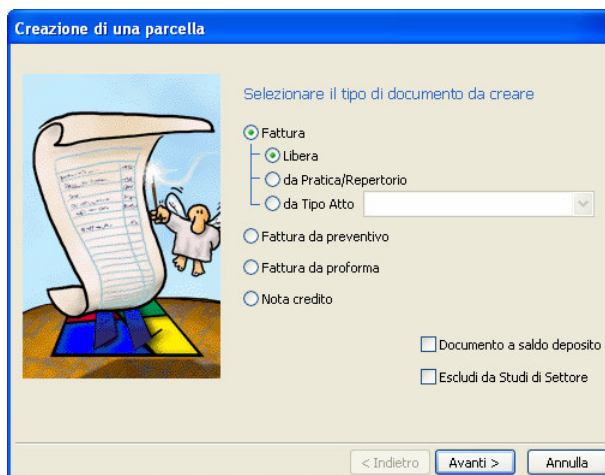 Creazione di una parcella
Selezionare il tipo di documento da creare
Fattura
Libera
da Pratica/Repertorio
da Tipo Atto
Fattura da preventivo
Fattura da proforma
Nota credito
Documento a saldo deposito
Escludi da Studi di Settore
< Indietro Avanti > Annulla